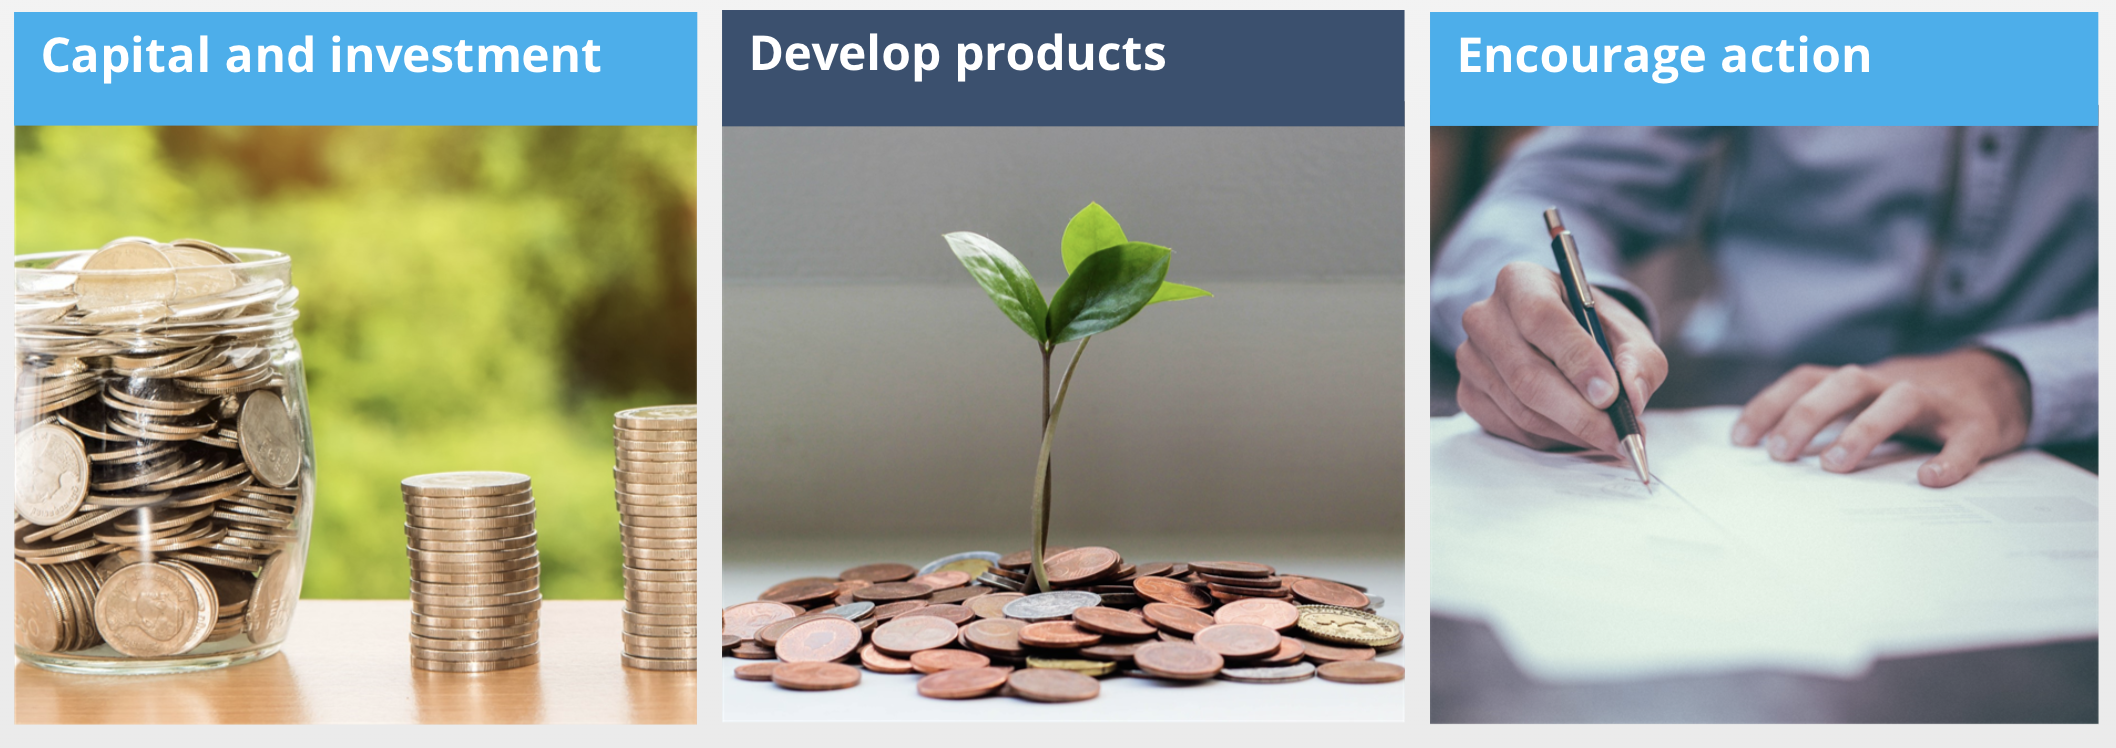 Capital and investment
Develop products
Encourage action